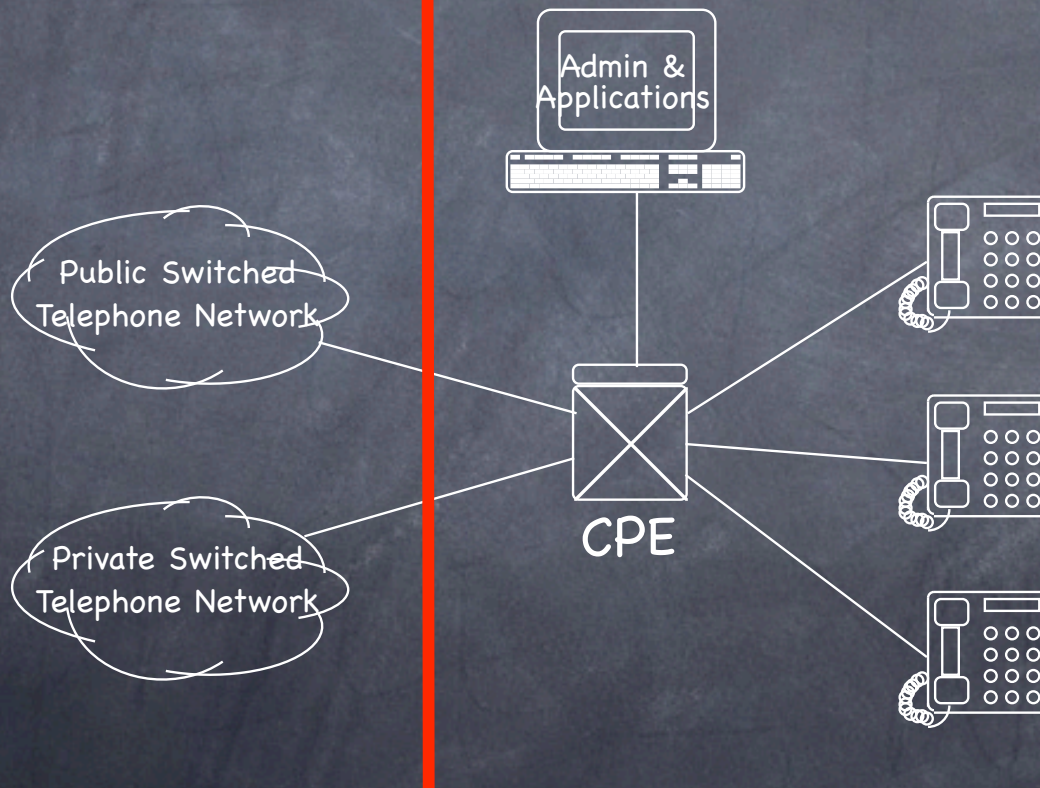 Admin &
Applications
Public Switched
Telephone Network
Private Switched
Telephone Network
CPE